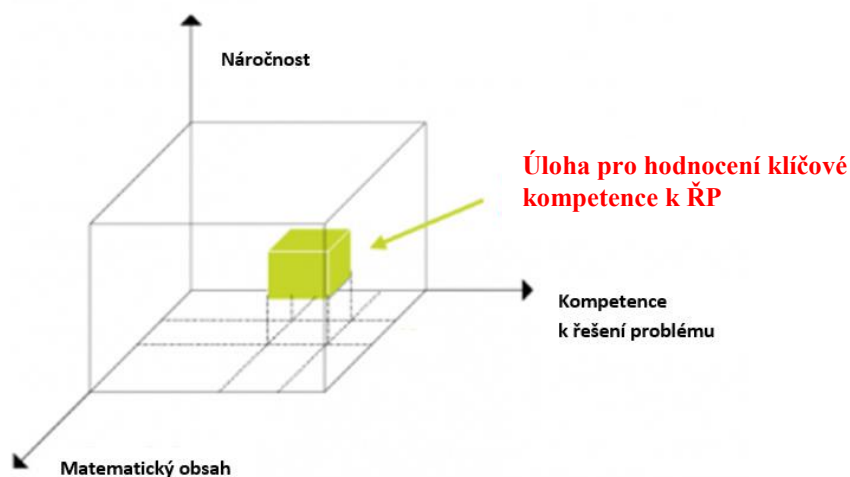 Náročnost
Úloha pro hodnocení klíčové
kompetence k ŘP
Kompetence
k řešení problému
Matematický obsah